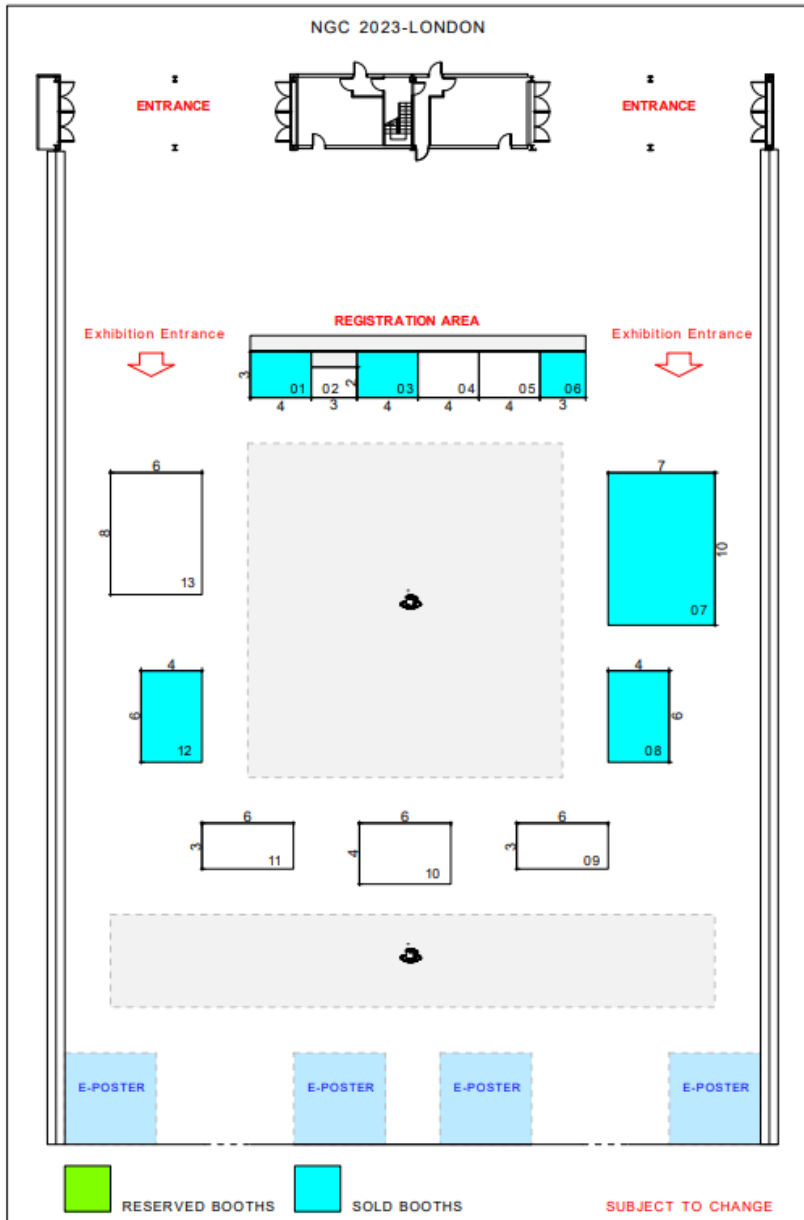 NGC 2023-LONDON
ENTRANCE
ENTRANCE
REGISTRATION AREA
Exhibition Entrance
Exhibition Entrance
3
01
02
2
03
04
05
06
4
3
4
4
4
3
6
8
13
7
10
07
4
6
12
4
6
08
6
3
11
6
4
10
6
3
09
E-POSTER
E-POSTER
E-POSTER
E-POSTER
RESERVED BOOTHS
SOLD BOOTHS
SUBJECT TO CHANGE